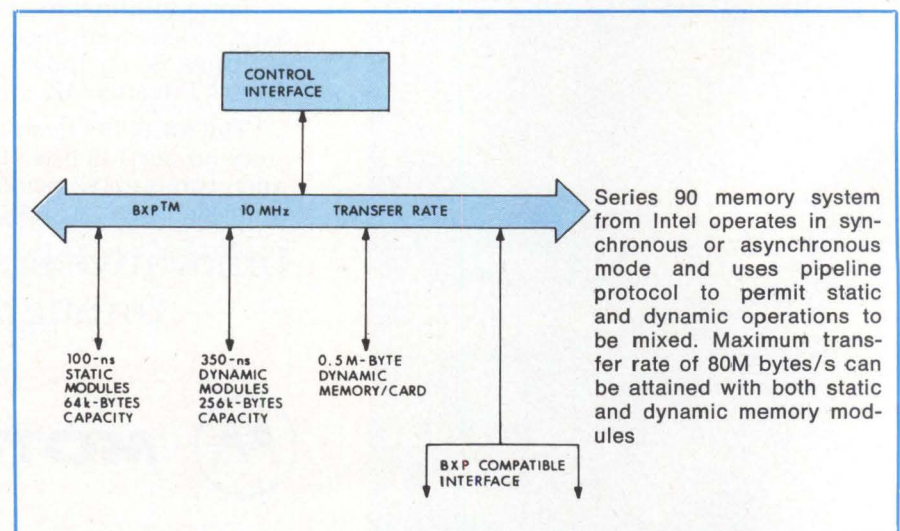 CONTROL
INTERFACE
BXP™ 10 MHz TRANSFER RATE
100-ns
STATIC
MODULES
64k-BYTES
CAPACITY
350-ns
DYNAMIC
MODULES
256k-BYTES
CAPACITY
0.5M-BYTE
DYNAMIC
MEMORY/CARD
BXP COMPATIBLE
INTERFACE
Series 90 memory system
from Intel operates in syn-
chronous or asynchronous
mode and uses pipeline
protocol to permit static
and dynamic operations to
be mixed. Maximum trans-
fer rate of 80M bytes/s can
be attained with both static
and dynamic memory mod-
ules